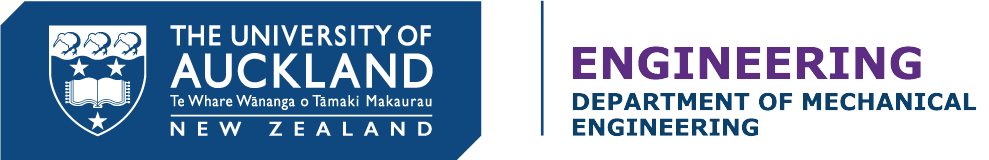 THE UNIVERSITY OF
AUCKLAND
Te Whare Wānanga o Tāmaki Makaurau
NEW ZEALAND
ENGINEERING
DEPARTMENT OF MECHANICAL
ENGINEERING